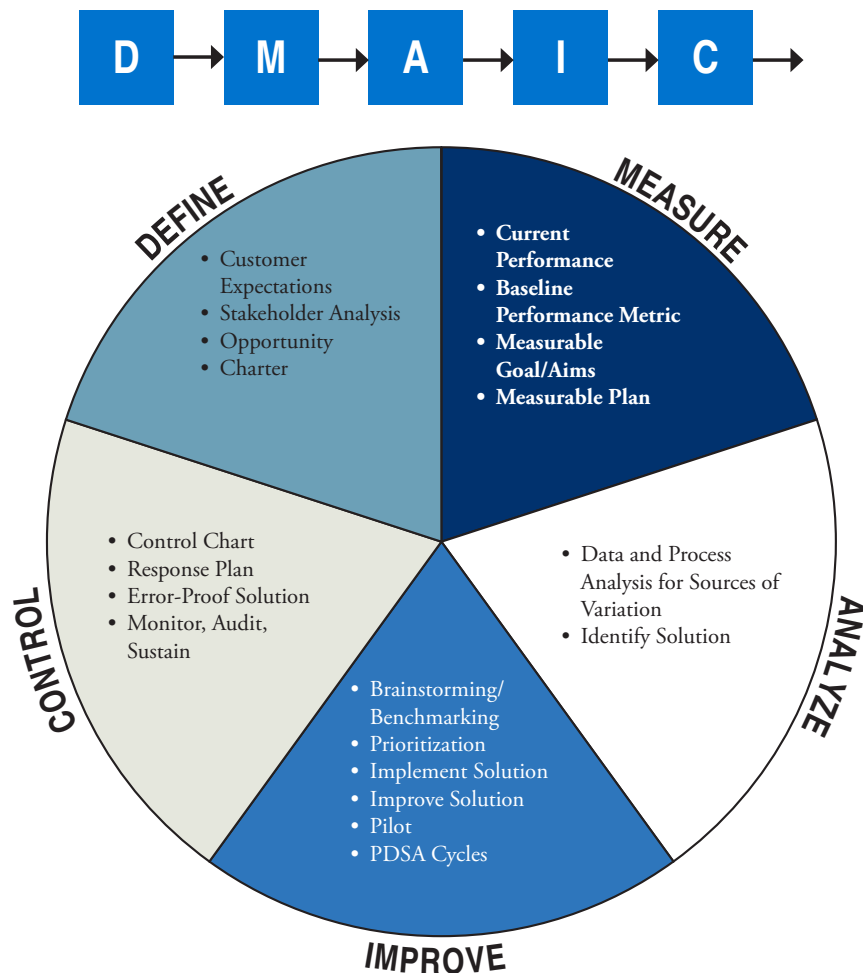 D M A I C
DEFINE
• Customer
Expectations
• Stakeholder Analysis
• Opportunity
• Charter
MEASURE
• Current
Performance
• Baseline
Performance Metric
• Measurable
Goal/Aims
• Measurable Plan
ANALYZE
• Data and Process
Analysis for Sources of
Variation
• Identify Solution
IMPROVE
• Brainstorming/
Benchmarking
• Prioritization
• Implement Solution
• Improve Solution
• Pilot
• PDSA Cycles
CONTROL
• Control Chart
• Response Plan
• Error-Proof Solution
• Monitor, Audit,
Sustain